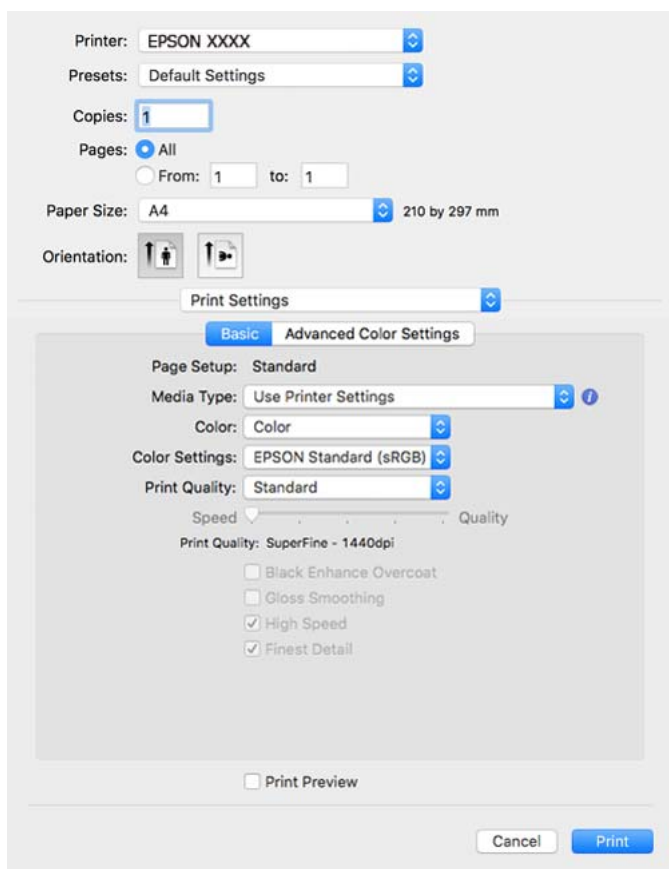 Printer: EPSON XXXX
Presets: Default Settings
Copies: 1
Pages: All
From: 1 to: 1
Paper Size: A4 210 by 297 mm
Orientation:
Print Settings
Basic Advanced Color Settings
Page Setup: Standard
Media Type: Use Printer Settings i
Color: Color
Color Settings: EPSON Standard (sRGB)
Print Quality: Standard
Speed Quality
Print Quality: SuperFine - 1440dpi
Black Enhance Overcoat
Gloss Smoothing
High Speed
Finest Detail
Print Preview
Cancel Print